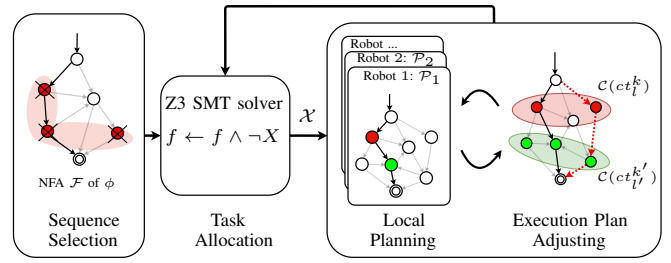 NFA $\mathcal{F}$ of $\phi$
Sequence
Selection
Z3 SMT solver
$f \leftarrow f \wedge \neg X$
Task
Allocation
$\mathcal{X}$
Robot ...
Robot 2: $\mathcal{P}_2$
Robot 1: $\mathcal{P}_1$
Local
Planning
$\mathcal{C}(ct_l^k)$
$\mathcal{C}(ct_{l'}^{k'})$
Execution Plan
Adjusting